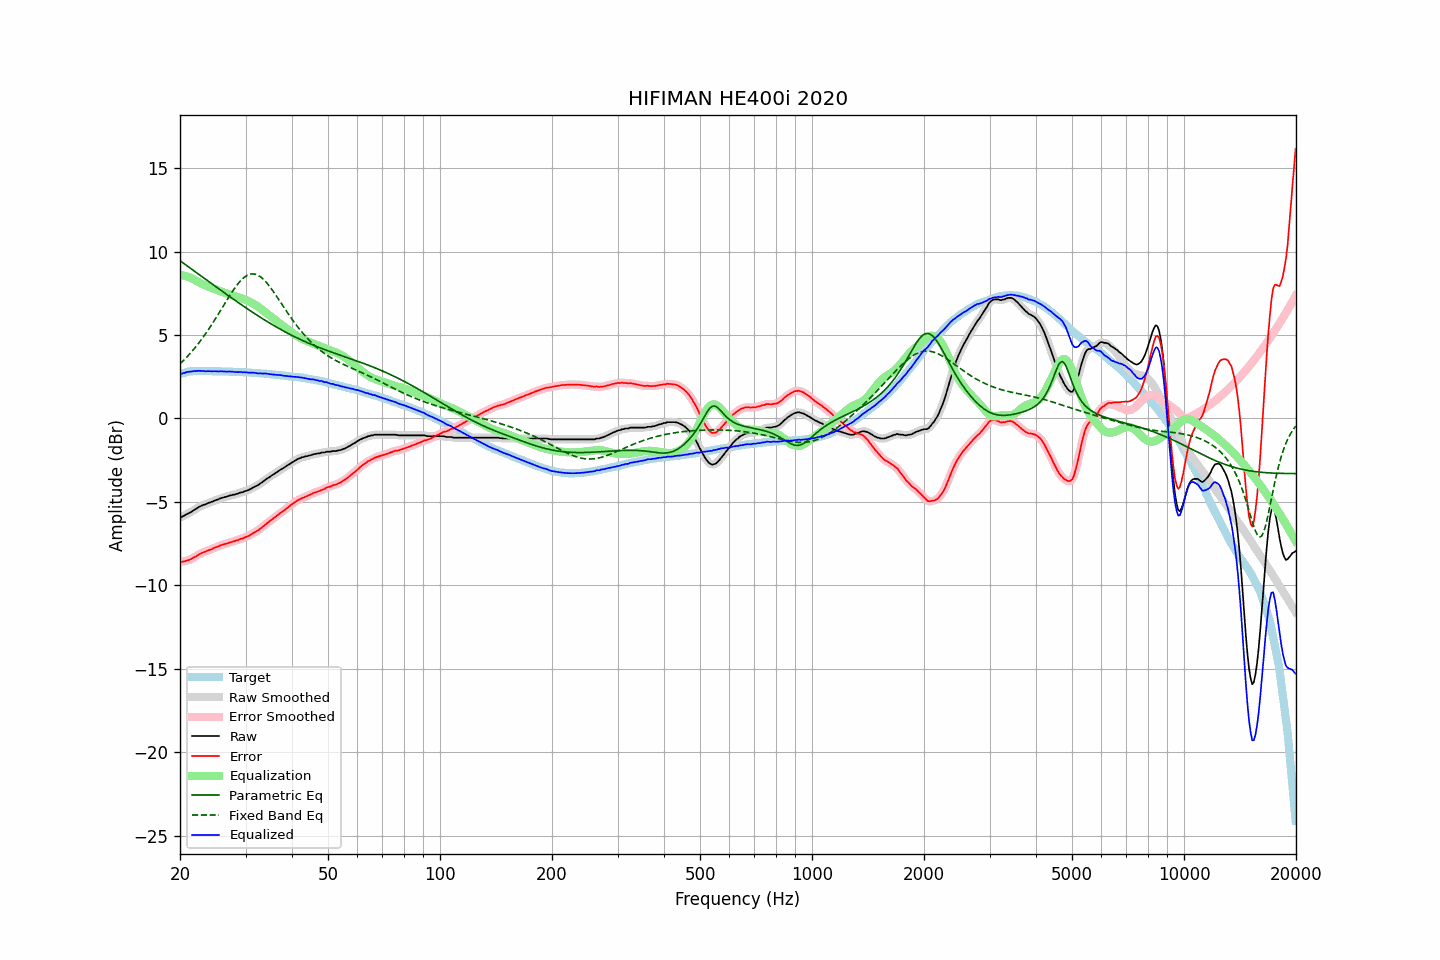 HIFIMAN HE400i 2020
Amplitude (dBr)
15
10
5
0
−5
−10
−15
−20
−25
Target
Raw Smoothed
Error Smoothed
Raw
Error
Equalization
Parametric Eq
Fixed Band Eq
Equalized
20 50 100 200 500 1000 2000 5000 10000 20000
Frequency (Hz)